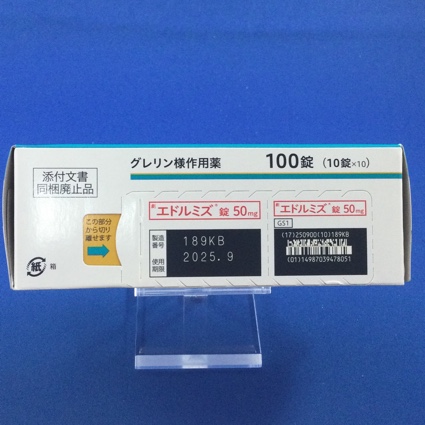 添付文書
同梱廃止品
グレリン様作用薬
100錠 (10錠×10)
この部分
から切り
離せます
エドルミズ®錠 50mg
製造
番号
189KB
使用
期限
2025.9
エドルミズ®錠 50mg
GS1
(17)250900(10)189KB
(01)14987039478051
紙 箱